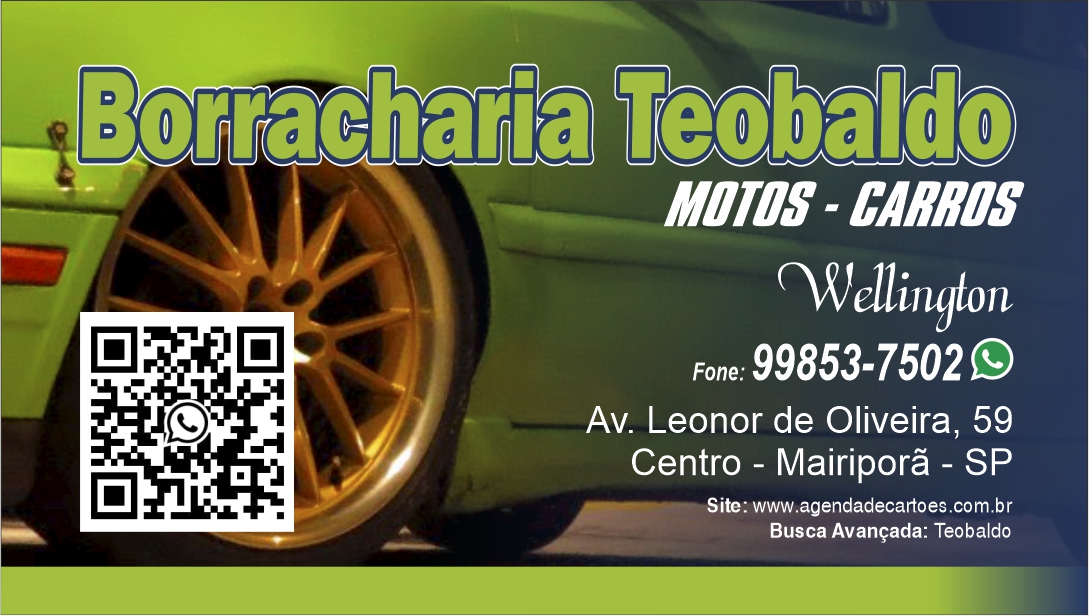 Borracharia Teobaldo
MOTOS - CARROS
Wellington
Fone: 99853-7502
Av. Leonor de Oliveira, 59
Centro - Mairiporã - SP
Site: www.agendadecartoes.com.br
Busca Avançada: Teobaldo